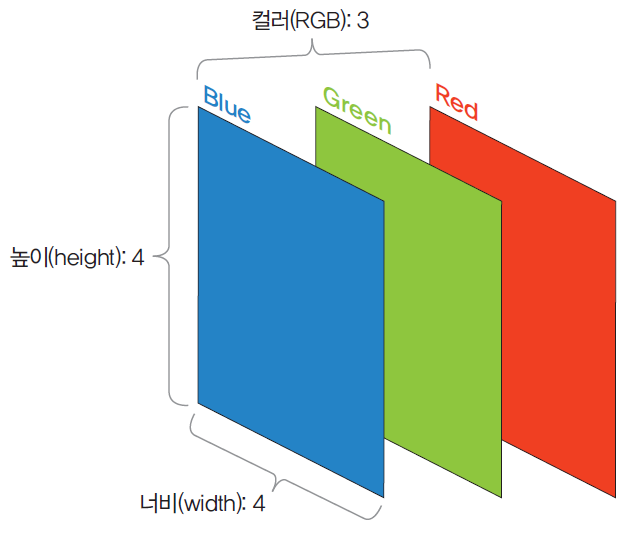 컬러(RGB): 3
Blue
Green
Red
높이(height): 4
너비(width): 4